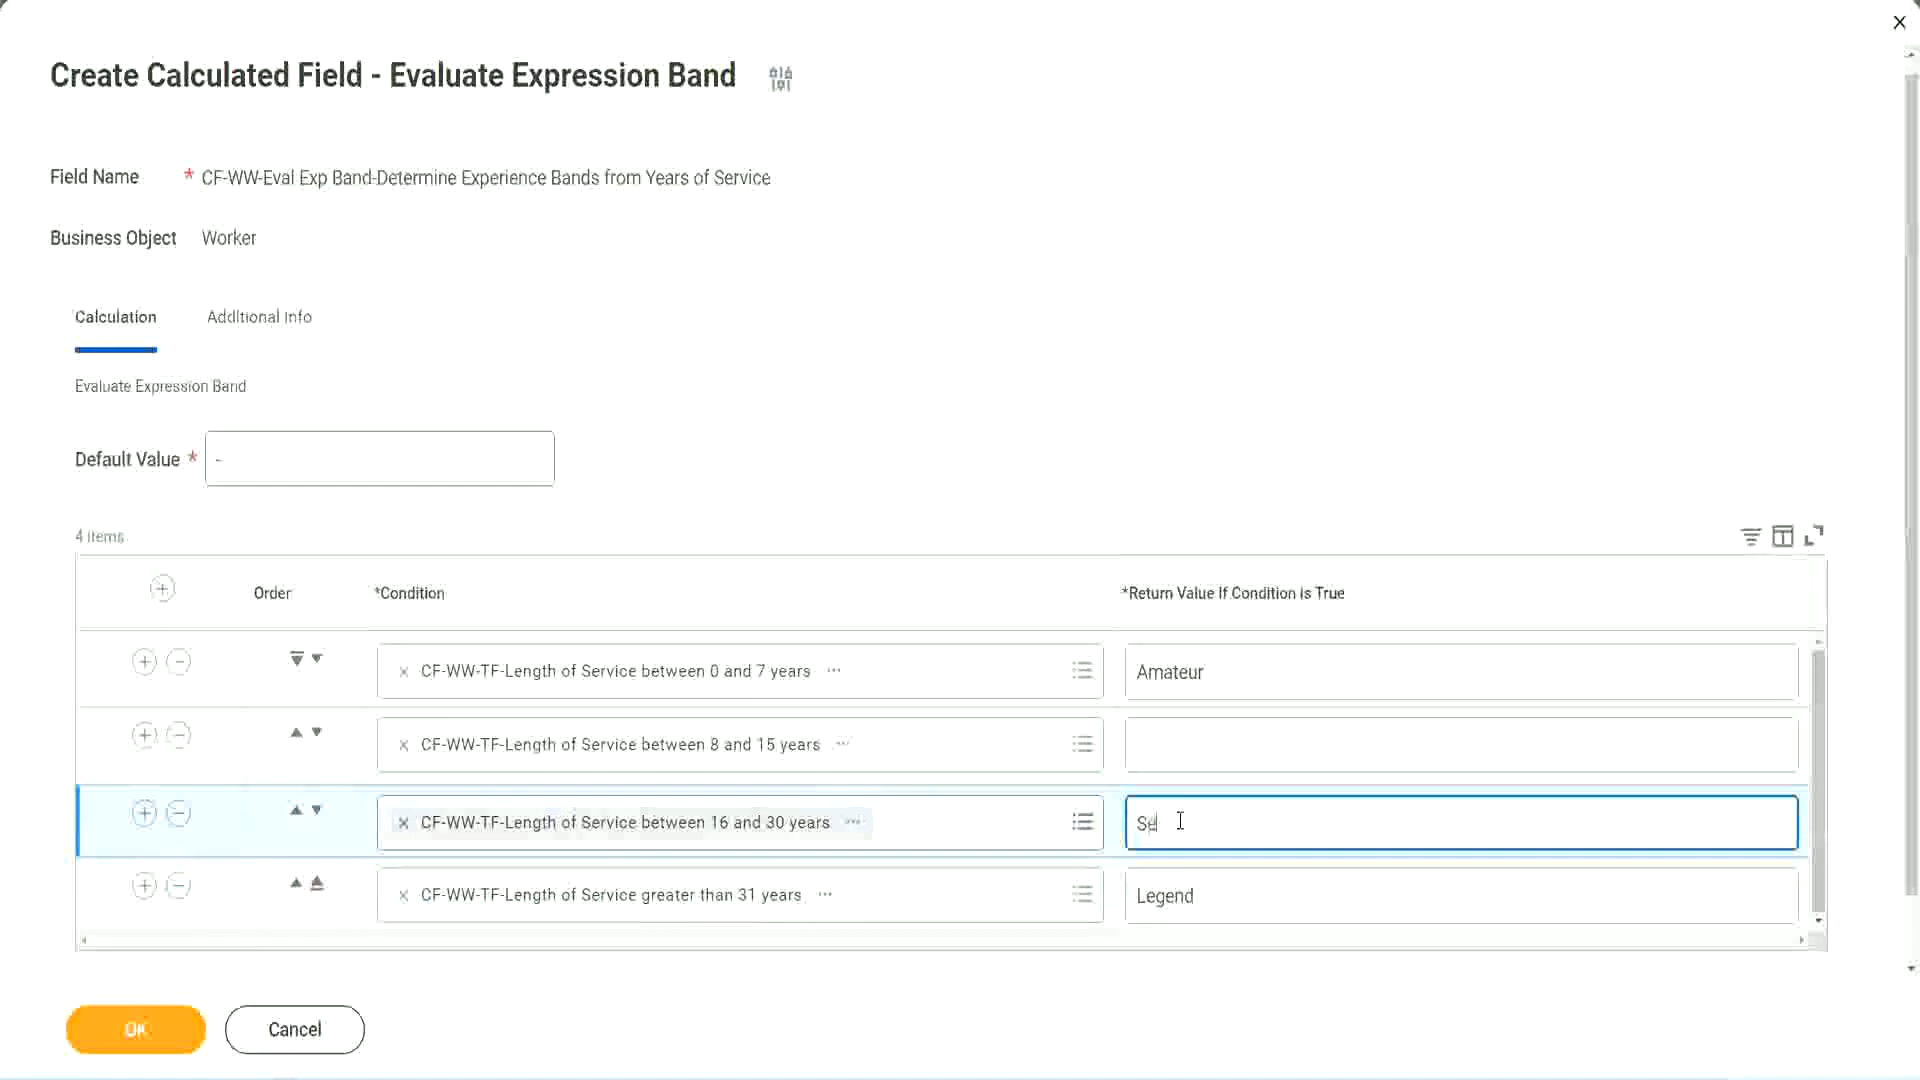 Create Calculated Field - Evaluate Expression Band
Field Name * CF-WW-Eval Exp Band-Determine Experience Bands from Years of Service
Business Object Worker
Calculation Additional Info
Evaluate Expression Band
Default Value * -
4 items
Order *Condition *Return Value If Condition is True
× CF-WW-TF-Length of Service between 0 and 7 years ... Amateur
× CF-WW-TF-Length of Service between 8 and 15 years ...
× CF-WW-TF-Length of Service between 16 and 30 years ...
× CF-WW-TF-Length of Service greater than 31 years ... Legend
OK Cancel